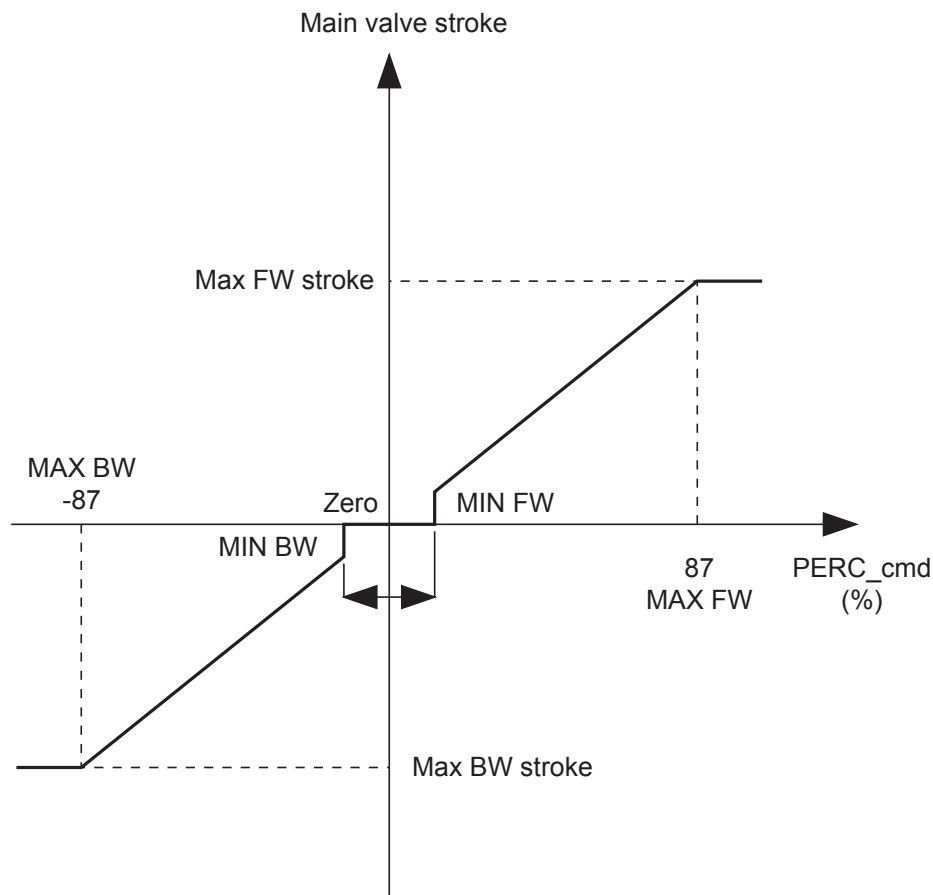 Main valve stroke
Max FW stroke
MAX BW
-87
Zero
MIN FW
MIN BW
87
MAX FW
PERC_cmd
(%)
Max BW stroke